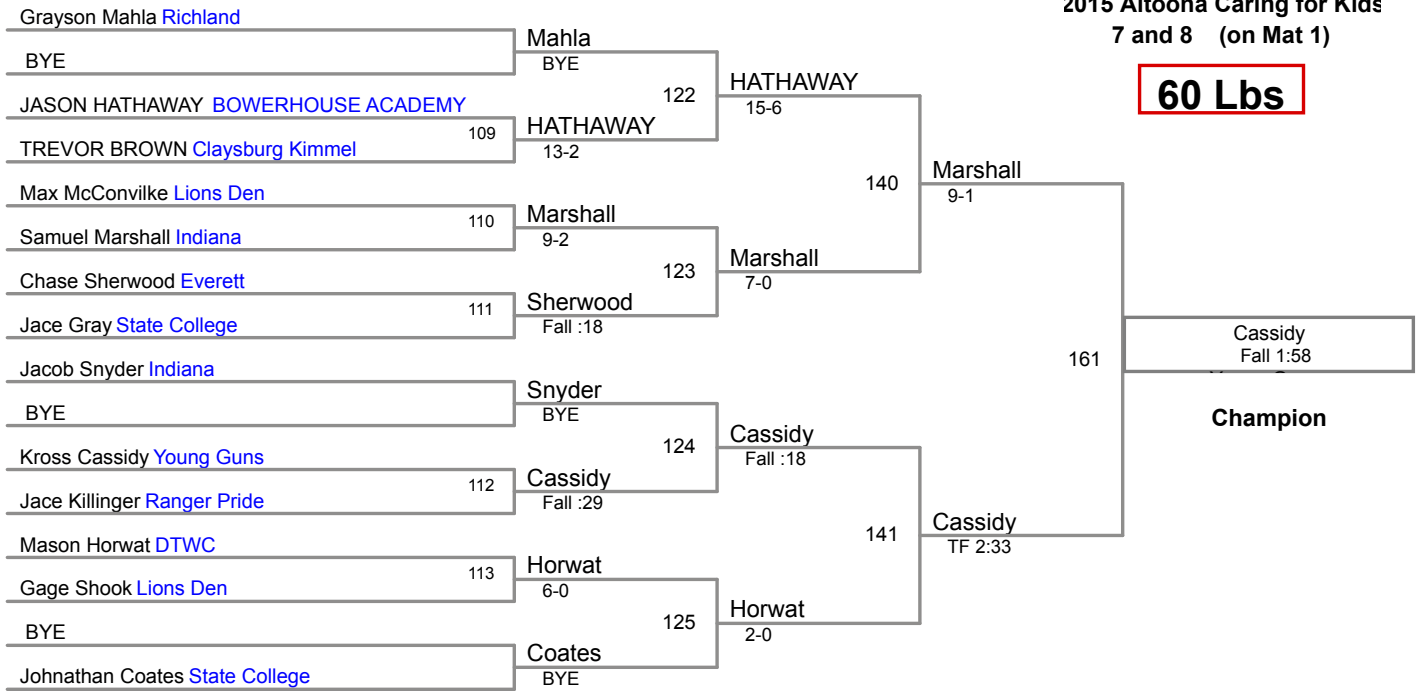 2015 Altoona Caring for Kids
7 and 8 (on Mat 1)
60 Lbs
Grayson Mahla Richland
BYE
JASON HATHAWAY BOWERHOUSE ACADEMY
TREVOR BROWN Claysburg Kimmel
Max McConvilke Lions Den
Samuel Marshall Indiana
Chase Sherwood Everett
Jace Gray State College
Jacob Snyder Indiana
BYE
Kross Cassidy Young Guns
Jace Killinger Ranger Pride
Mason Horwat DTWC
Gage Shook Lions Den
BYE
Johnathan Coates State College
109
110
111
112
113
Mahla
BYE
HATHAWAY
13-2
Marshall
9-2
Sherwood
Fall :18
Snyder
BYE
Cassidy
Fall :29
Horwat
6-0
Coates
BYE
122
123
124
125
HATHAWAY
15-6
Marshall
7-0
Cassidy
Fall :18
Horwat
2-0
140
141
Marshall
9-1
Cassidy
TF 2:33
161
Cassidy
Fall 1:58
Champion